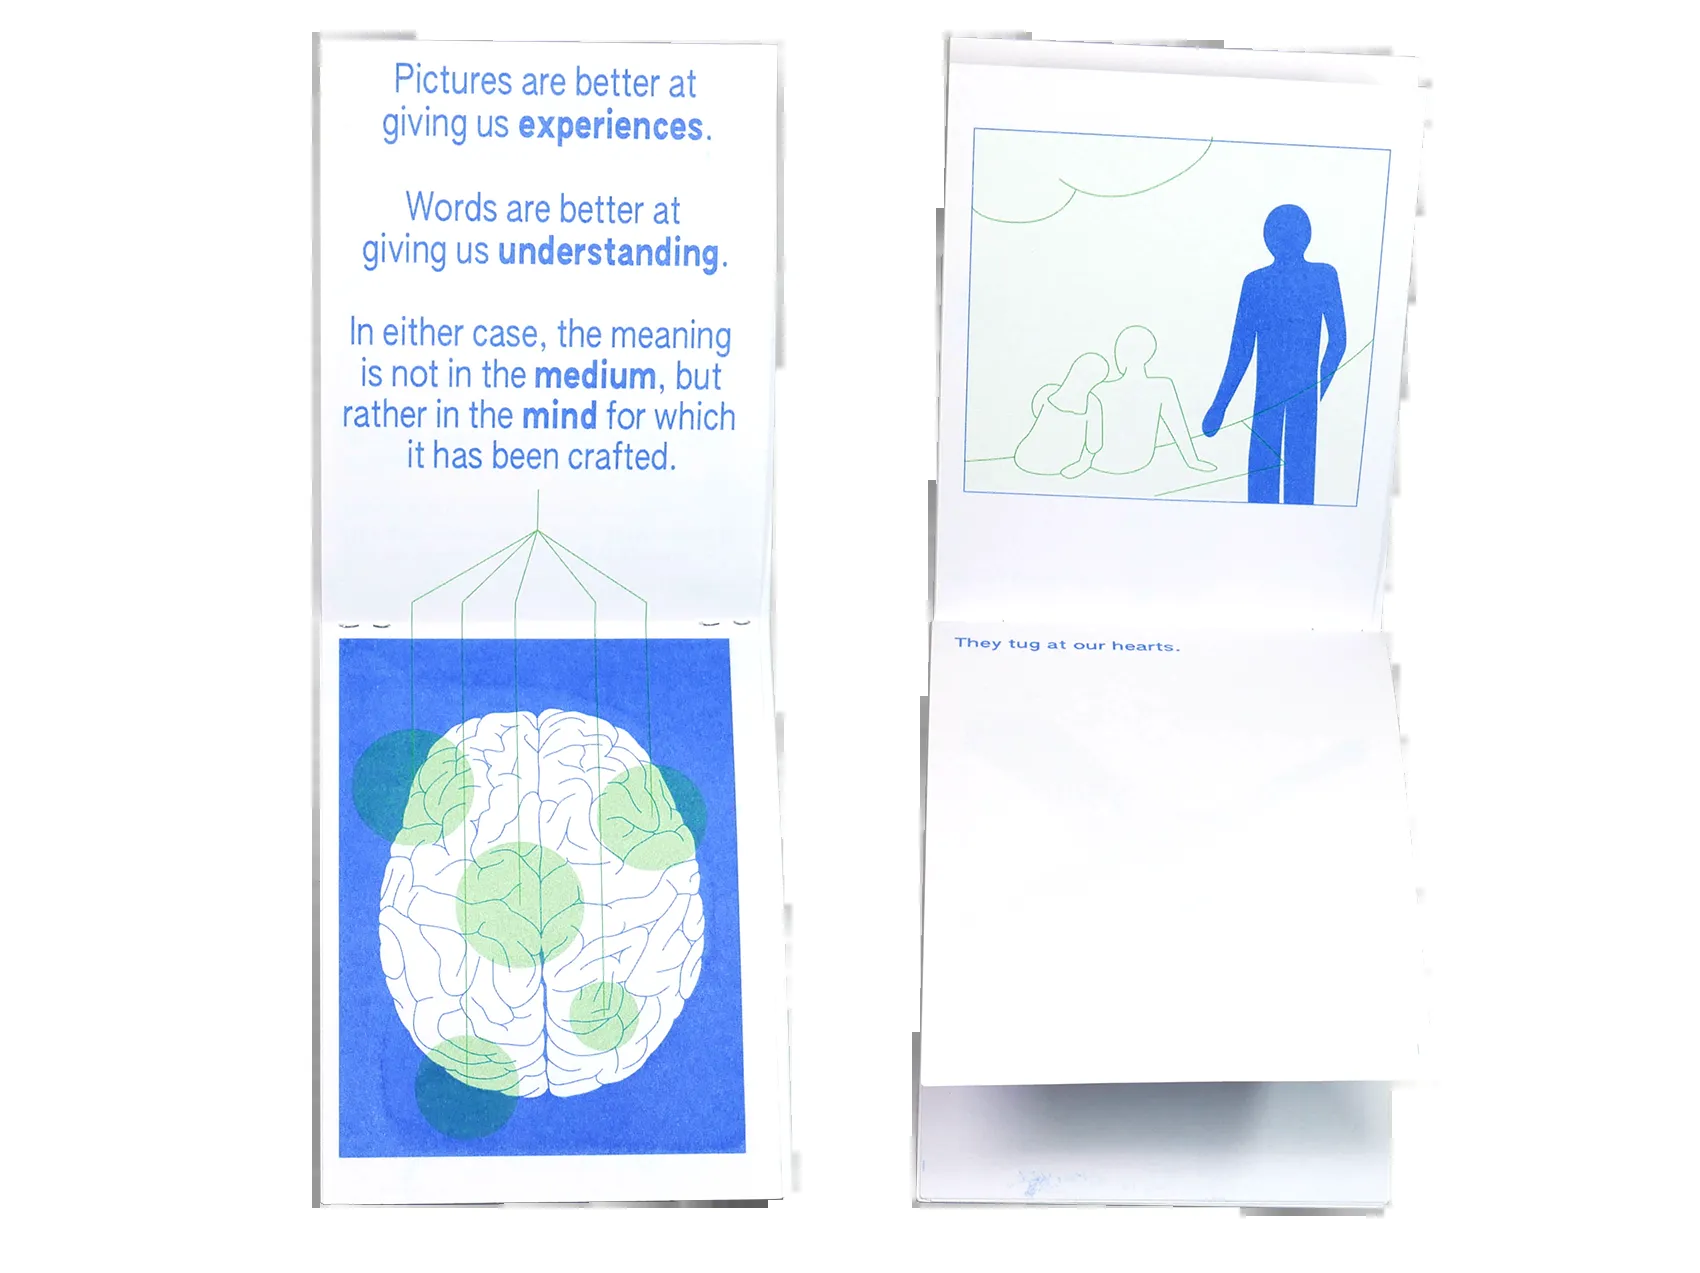 Pictures are better at
giving us experiences.
Words are better at
giving us understanding.
In either case, the meaning
is not in the medium, but
rather in the mind for which
it has been crafted.
They tug at our hearts.